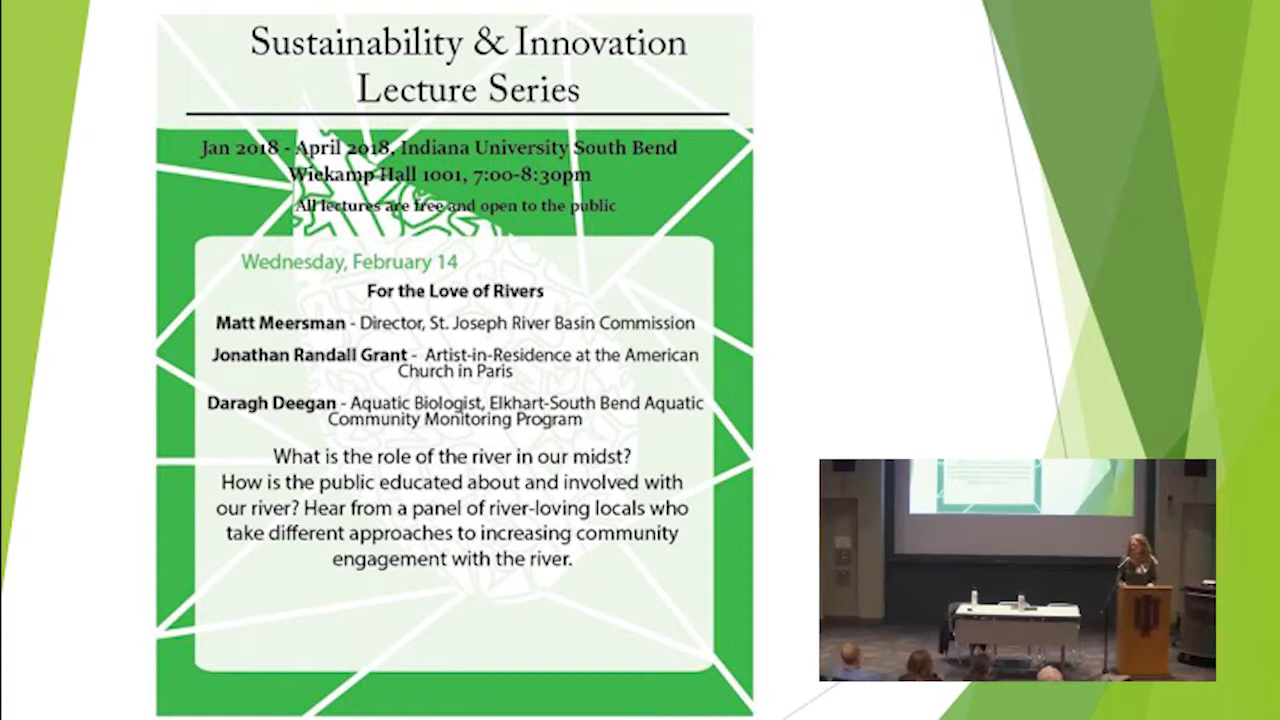 Sustainability & Innovation
Lecture Series
Jan 2018 - April 2018, Indiana University South Bend
Wiekamp Hall 1001, 7:00-8:30pm
All lectures are free and open to the public
Wednesday, February 14
For the Love of Rivers
Matt Meersman - Director, St. Joseph River Basin Commission
Jonathan Randall Grant - Artist-in-Residence at the American
Church in Paris
Daragh Deegan - Aquatic Biologist, Elkhart-South Bend Aquatic
Community Monitoring Program
What is the role of the river in our midst?
How is the public educated about and involved with
our river? Hear from a panel of river-loving locals who
take different approaches to increasing community
engagement with the river.